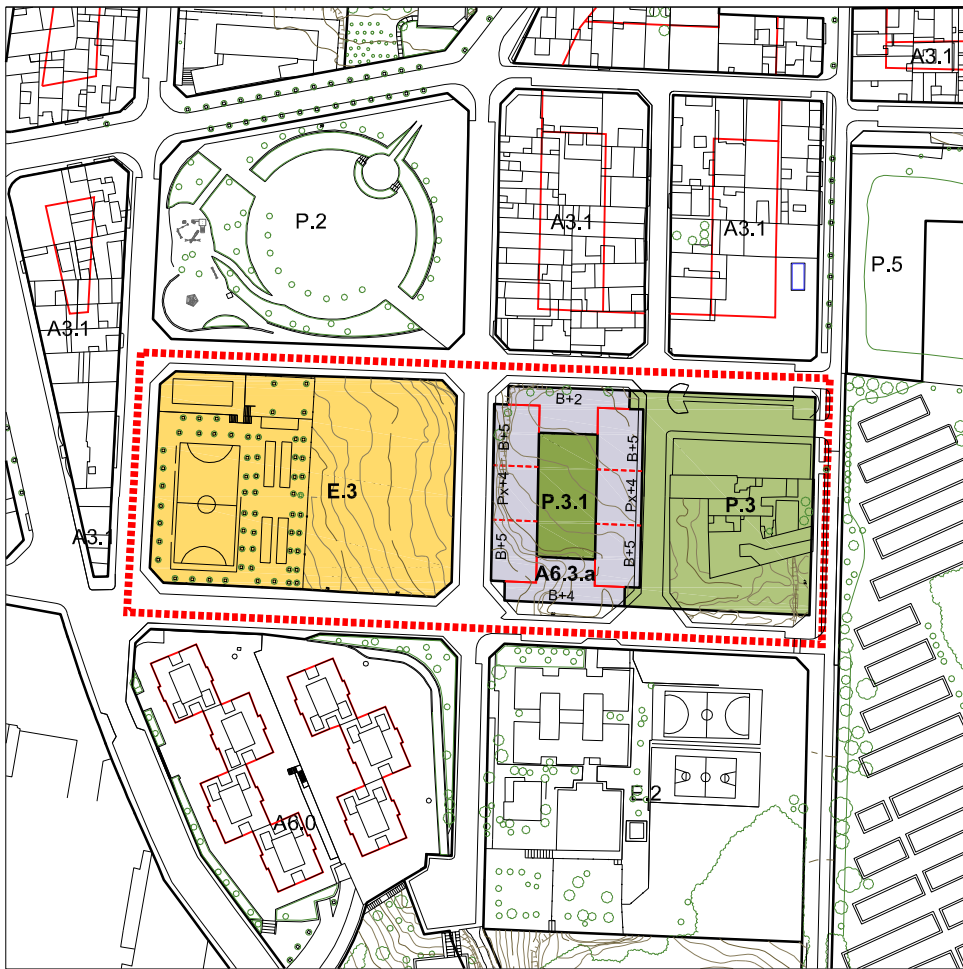 A3.1
P.2
A3.1
A3.1
P.5
A3.1
B+2
B+5
B+5
E.3
Px+4
P.3.1
Px+4
P.3
A3.1
B+5
B+5
A6.3.a
B+4
E.2
A6.0